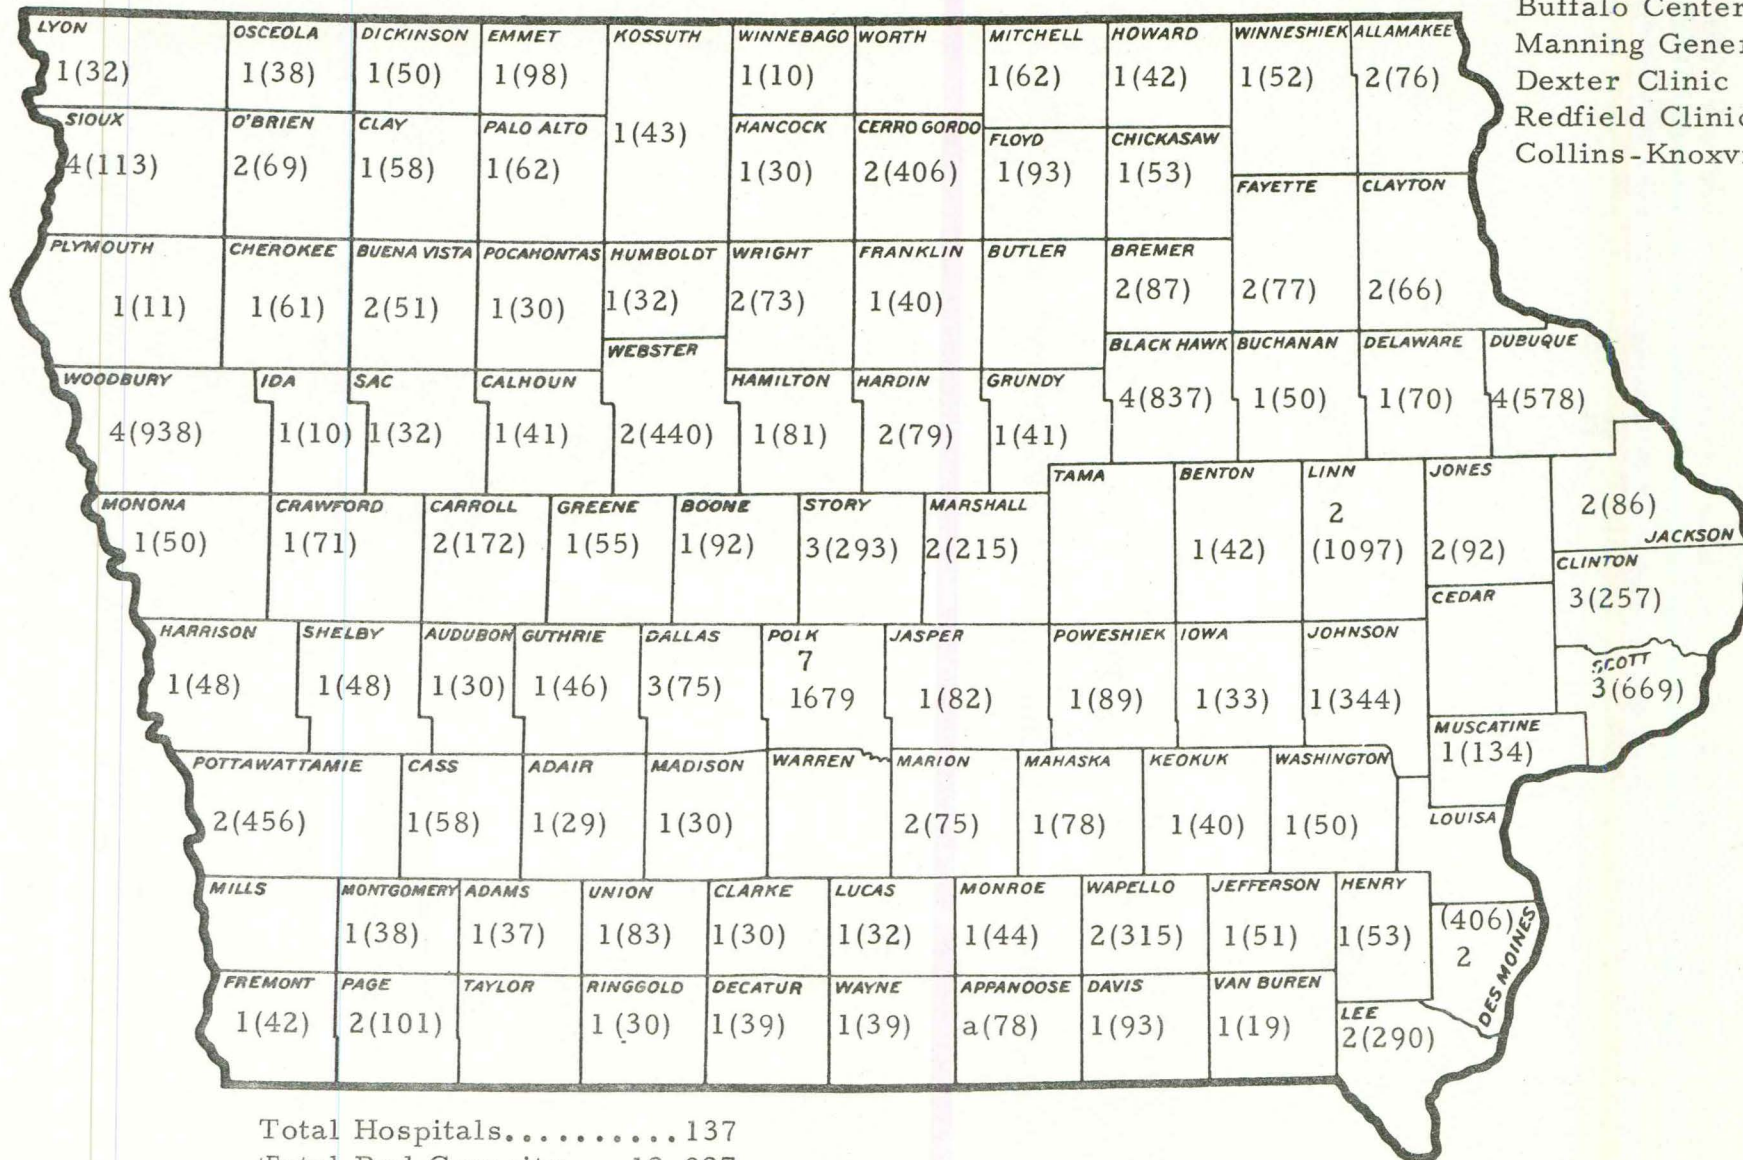 Buffalo Center
Manning
Dexter Clinic
Redfield Clinic
LYON OSCEOLA DICKINSON EMMET KOSSUTH WINNEBAGO WORTH MITCHELL HOWARD WINNESHIEK ALLAMAKEE
1(32) 1(38) 1(50) 1(98) 1(43) 1(10) 1(62) 1(42) 1(52) 2(76)
SIOUX O'BRIEN CLAY PALO ALTO HANCOCK CERRO GORDO FLOYD CHICKASAW
4(113) 2(69) 1(58) 1(62) 1(30) 2(406) 1(93) 1(53)
FAYETTE CLAYTON
2(77) 2(66)
PLYMOUTH CHEROKEE BUENA VISTA POCAHONTAS HUMBOLDT WRIGHT FRANKLIN BUTLER BREMER
1(11) 1(61) 2(51) 1(30) 1(32) 2(73) 1(40) 2(87)
WEBSTER BLACK HAWK BUCHANAN DELAWARE DUBUQUE
2(440) 4(837) 1(50) 1(70) 4(578)
WOODBURY IDA SAC CALHOUN HAMILTON HARDIN GRUNDY
4(938) 1(10) 1(32) 1(41) 1(81) 2(79) 1(41)
TAMA BENTON LINN JONES
1(42) 2 (1097) 2(92)
2(86)
JACKSON
MONONA CRAWFORD CARROLL GREENE BOONE STORY MARSHALL
1(50) 1(71) 2(172) 1(55) 1(92) 3(293) 2(215)
CLINTON
3(257)
CEDAR
HARRISON SHELBY AUDUBON GUTHRIE DALLAS POLK JASPER POWESHIEK IOWA JOHNSON
1(48) 1(48) 1(30) 1(46) 3(75) 7 1679 1(82) 1(89) 1(33) 1(344)
SCOTT
3(669)
MUSCATINE
1(134)
POTTAWATTAMIE CASS ADAIR MADISON WARREN MARION MAHASKA KEOKUK WASHINGTON
2(456) 1(58) 1(29) 1(30) 2(75) 1(78) 1(40) 1(50)
LOUISA
MILLS MONTGOMERY ADAMS UNION CLARKE LUCAS MONROE WAPELLO JEFFERSON HENRY
1(38) 1(37) 1(83) 1(30) 1(32) 1(44) 2(315) 1(51) 1(53)
(406)
2
DES MOINES
FREMONT PAGE TAYLOR RINGGOLD DECATUR WAYNE APPANOOSE DAVIS VAN BUREN
1(42) 2(101) 1(30) 1(39) 1(39) a(78) 1(93) 1(19)
LEE
2(290)
Total Hospitals.......... 137